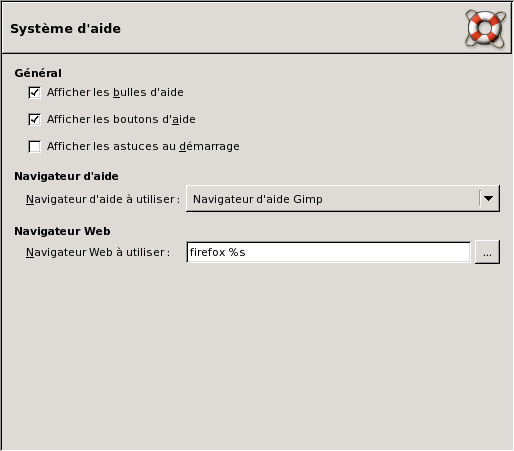 Système d'aide
Général
Afficher les bulles d'aide
Afficher les boutons d'aide
Afficher les astuces au démarrage
Navigateur d'aide
Navigateur d'aide à utiliser : Navigateur d'aide Gimp
Navigateur Web
Navigateur Web à utiliser : firefox %s ...